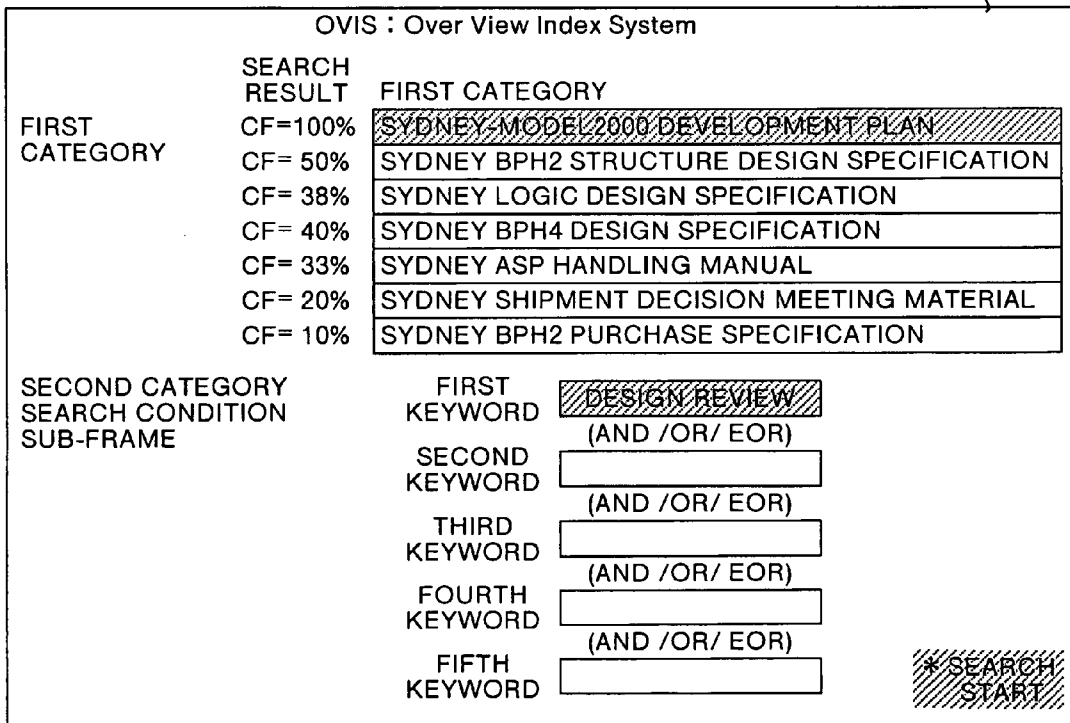 OVIS : Over View Index System
SEARCH
RESULT FIRST CATEGORY
FIRST
CATEGORY
CF=100% SYDNEY-MODEL2000 DEVELOPMENT PLAN
CF= 50% SYDNEY BPH2 STRUCTURE DESIGN SPECIFICATION
CF= 38% SYDNEY LOGIC DESIGN SPECIFICATION
CF= 40% SYDNEY BPH4 DESIGN SPECIFICATION
CF= 33% SYDNEY ASP HANDLING MANUAL
CF= 20% SYDNEY SHIPMENT DECISION MEETING MATERIAL
CF= 10% SYDNEY BPH2 PURCHASE SPECIFICATION
SECOND CATEGORY
SEARCH CONDITION
SUB-FRAME
FIRST
KEYWORD DESIGN REVIEW
(AND /OR/ EOR)
SECOND
KEYWORD
(AND /OR/ EOR)
THIRD
KEYWORD
(AND /OR/ EOR)
FOURTH
KEYWORD
(AND /OR/ EOR)
FIFTH
KEYWORD
* SEARCH
START